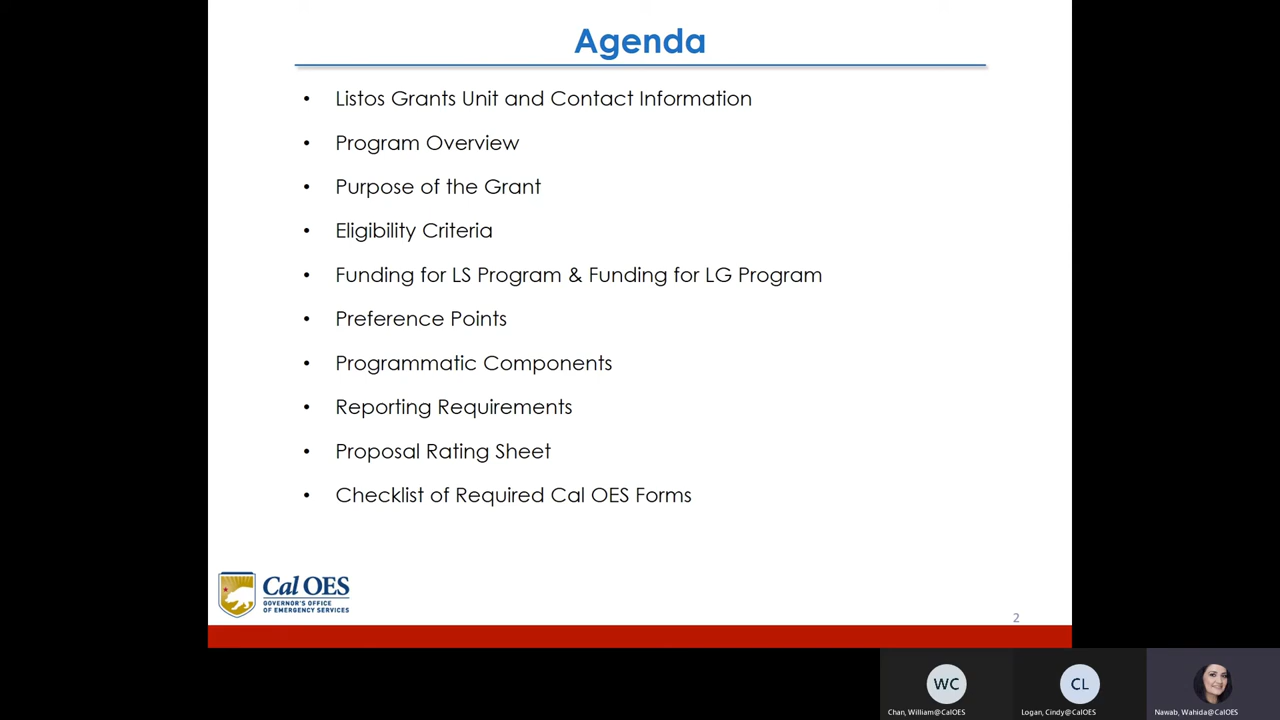 Agenda
• Listos Grants Unit and Contact Information
• Program Overview
• Purpose of the Grant
• Eligibility Criteria
• Funding for LS Program & Funding for LG Program
• Preference Points
• Programmatic Components
• Reporting Requirements
• Proposal Rating Sheet
• Checklist of Required Cal OES Forms
Cal OES
GOVERNOR'S OFFICE
OF EMERGENCY SERVICES
2
WC
CL
Chan, William@CalOES
Logan, Cindy@CalOES
Nawab, Wahida@CalOES